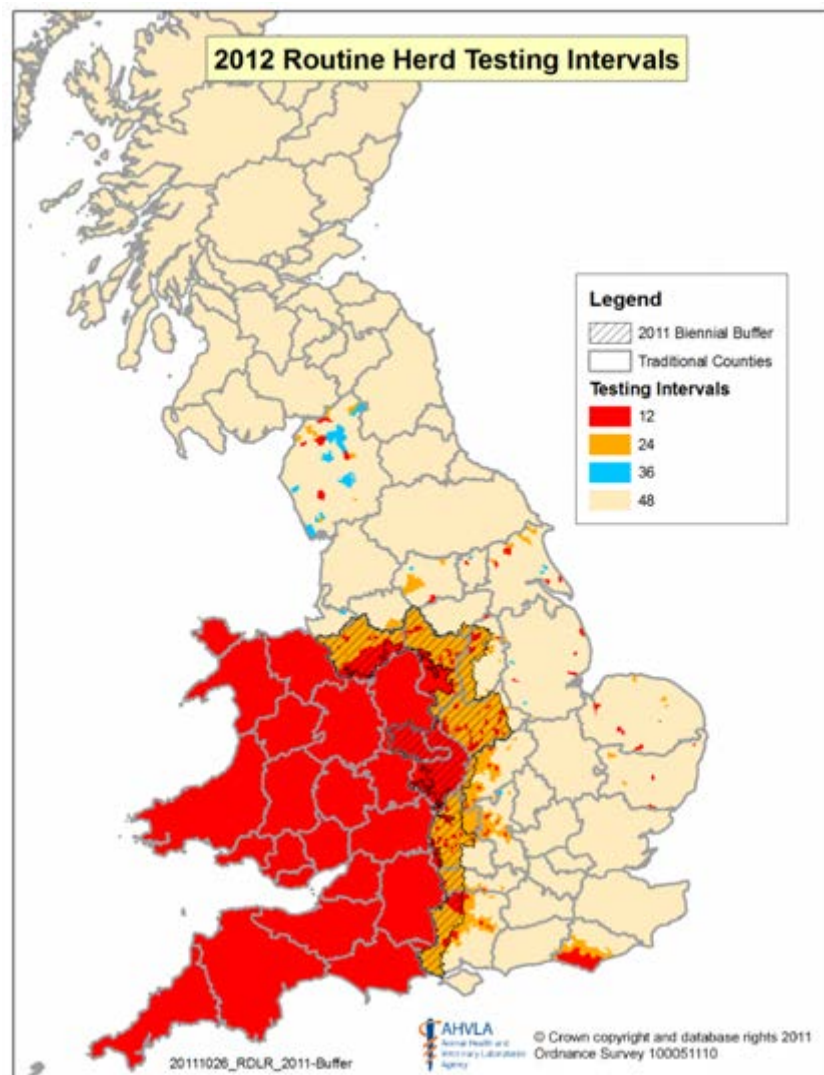 2012 Routine Herd Testing Intervals
Legend
2011 Biennial Buffer
Traditional Counties
Testing Intervals
12
24
36
48
20111026_RDLR_2011-Buffer
AHVLA
Animal Health and
Veterinary Laboratories
Agency
© Crown copyright and database rights 2011
Ordnance Survey 100051110